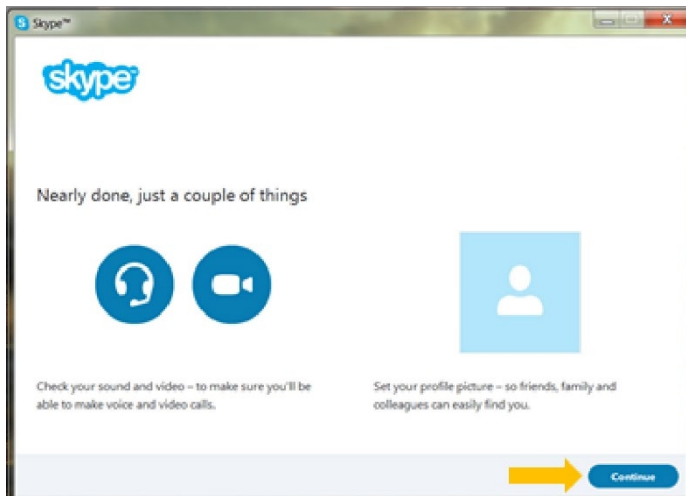 Skype™
skype™
Nearly done, just a couple of things
Check your sound and video – to make sure you'll be
able to make voice and video calls.
Set your profile picture – so friends, family and
colleagues can easily find you.
Continue